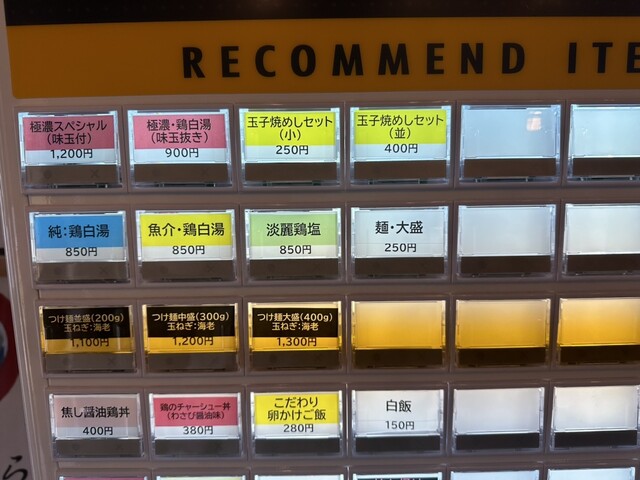 RECOMMEND ITE
極濃スペシャル
(味玉付)
1,200円
極濃・鶏白湯
(味玉抜き)
900円
玉子焼めしセット
(小)
250円
玉子焼めしセット
(並)
400円
純:鶏白湯
850円
魚介・鶏白湯
850円
淡麗鶏塩
850円
麺・大盛
250円
つけ麺並盛(200g)
玉ねぎ:海老
1,100円
つけ麺中盛(300g)
玉ねぎ:海老
1,200円
つけ麺大盛(400g)
玉ねぎ:海老
1,300円
焦し醤油鶏丼
400円
鶏のチャーシュー丼
(わさび醤油味)
380円
こだわり
卵かけご飯
280円
白飯
150円
ら